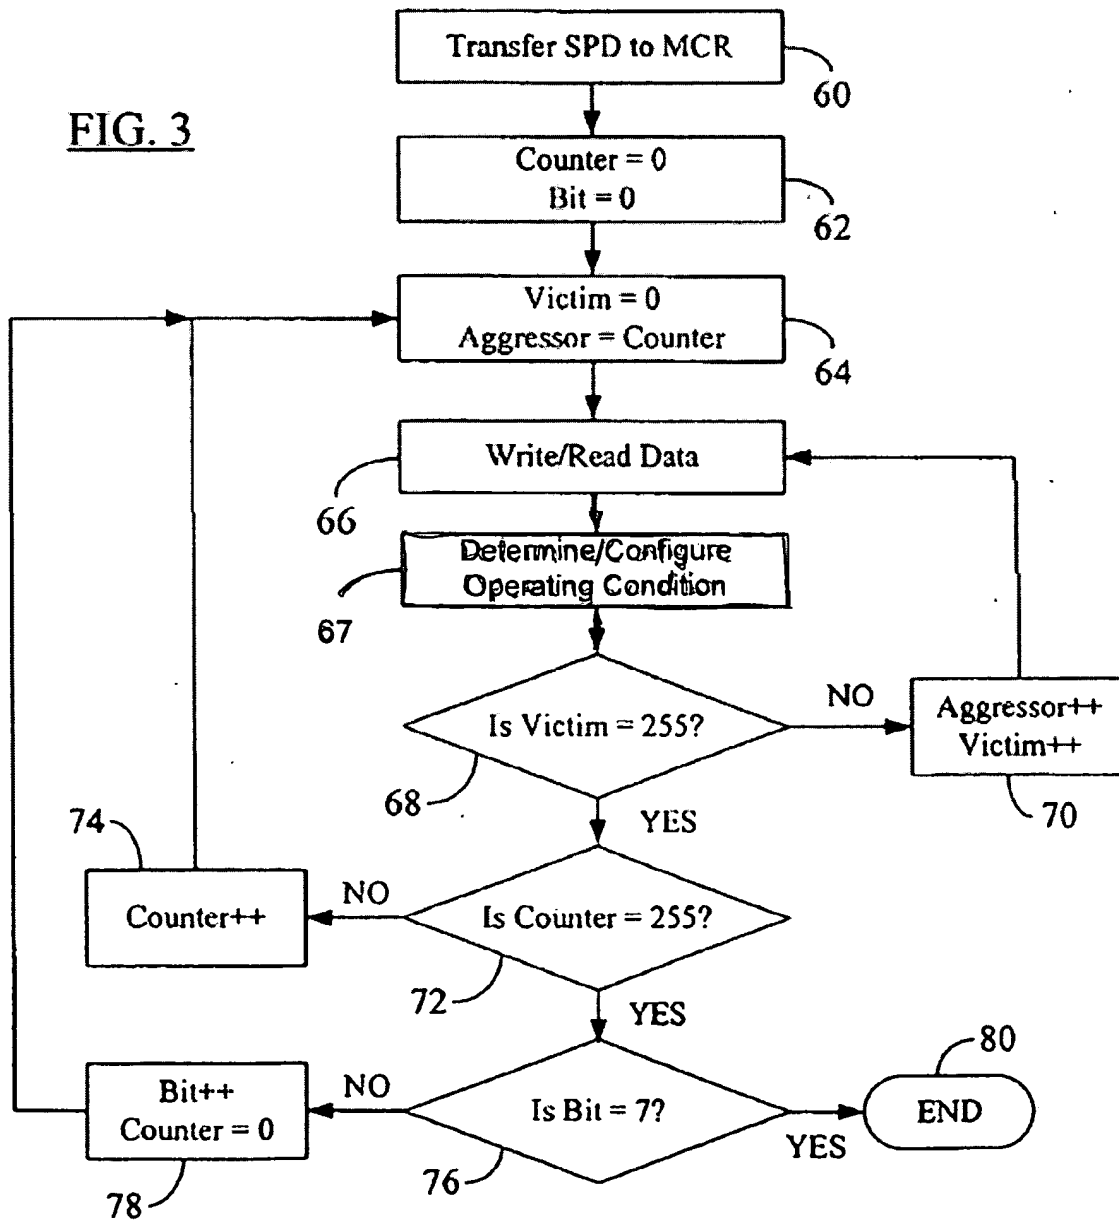 Transfer SPD to MCR
60
FIG. 3
Counter = 0
Bit = 0
62
Victim = 0
Aggressor = Counter
64
Write/Read Data
66
Determine/Configure
Operating Condition
67
Is Victim = 255?
NO
Aggressor++
Victim++
68
70
YES
74
Counter++
NO
Is Counter = 255?
72
YES
80
Bit++
Counter = 0
NO
Is Bit = 7?
YES
END
76
78